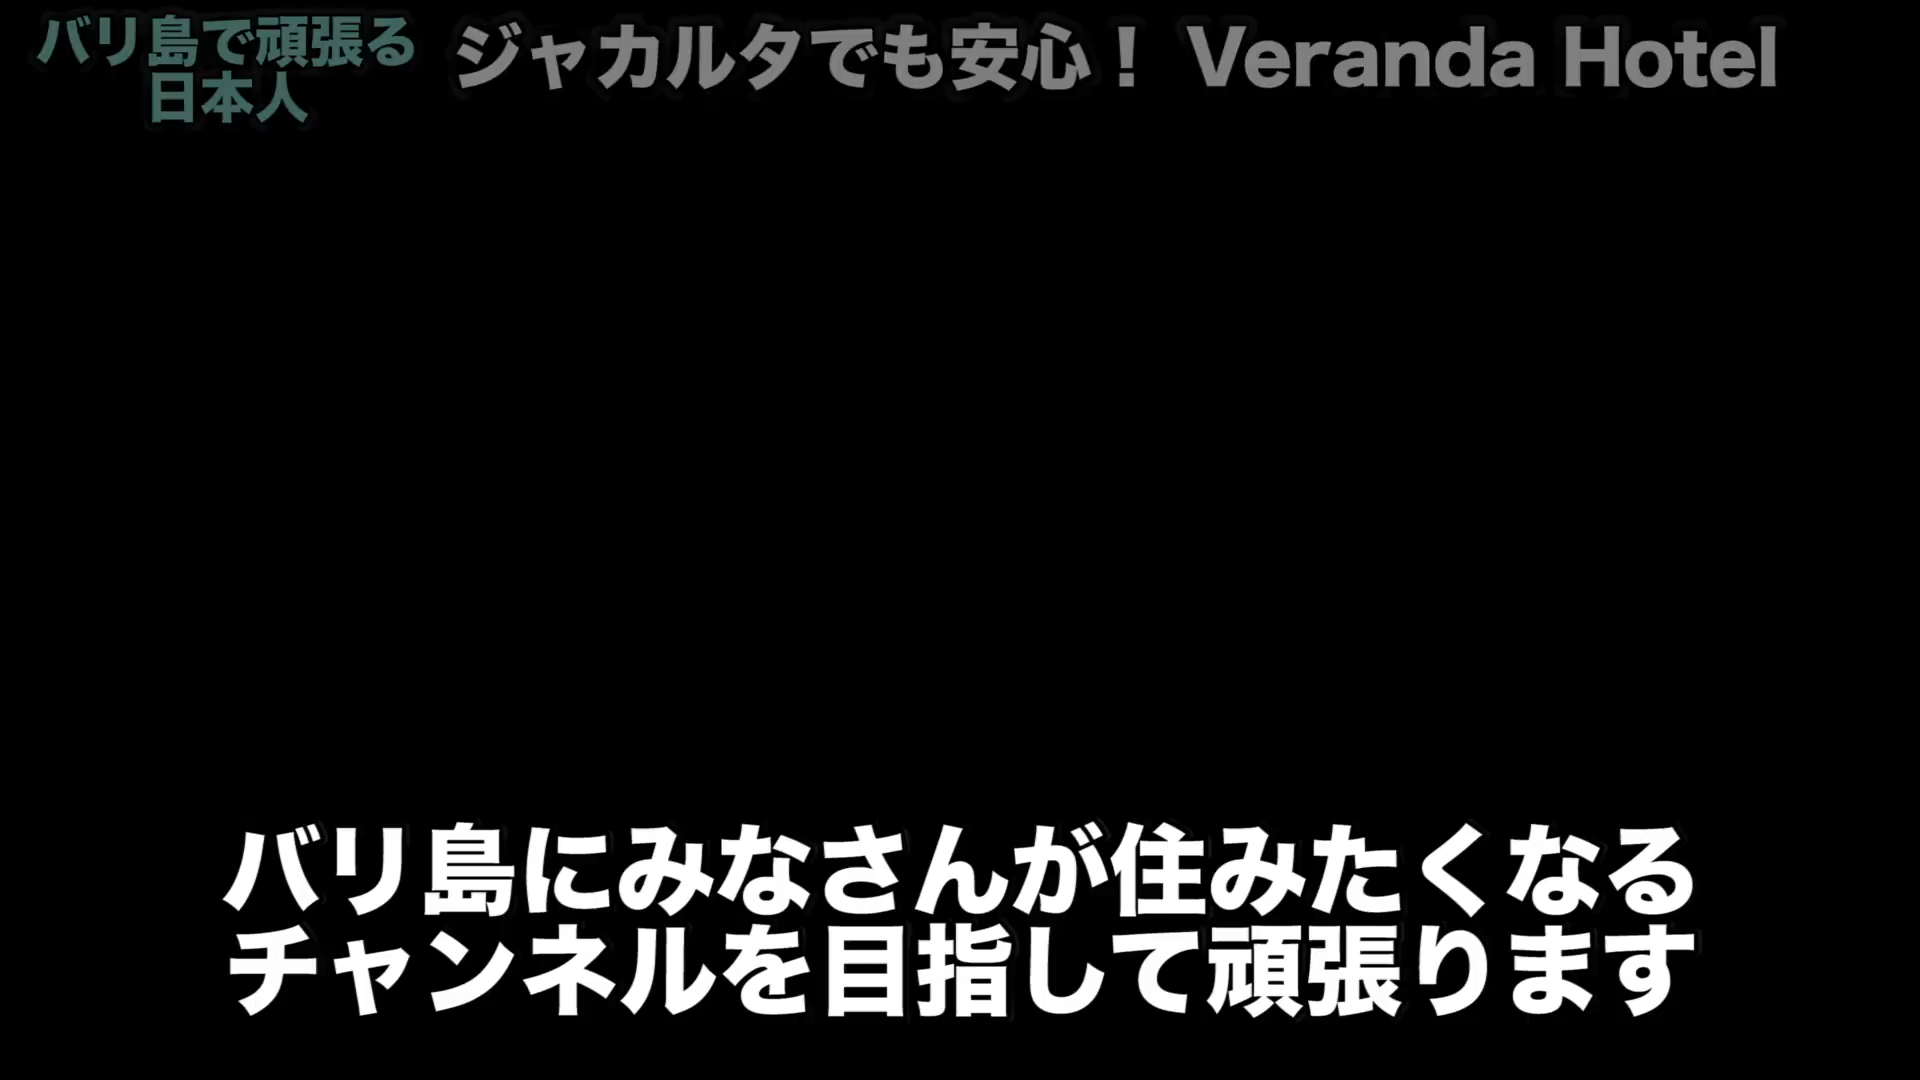 バリ島で頑張る
日本人
ジャカルタでも安心！ Veranda Hotel
バリ島にみなさんが住みたくなる
チャンネルを目指して頑張ります